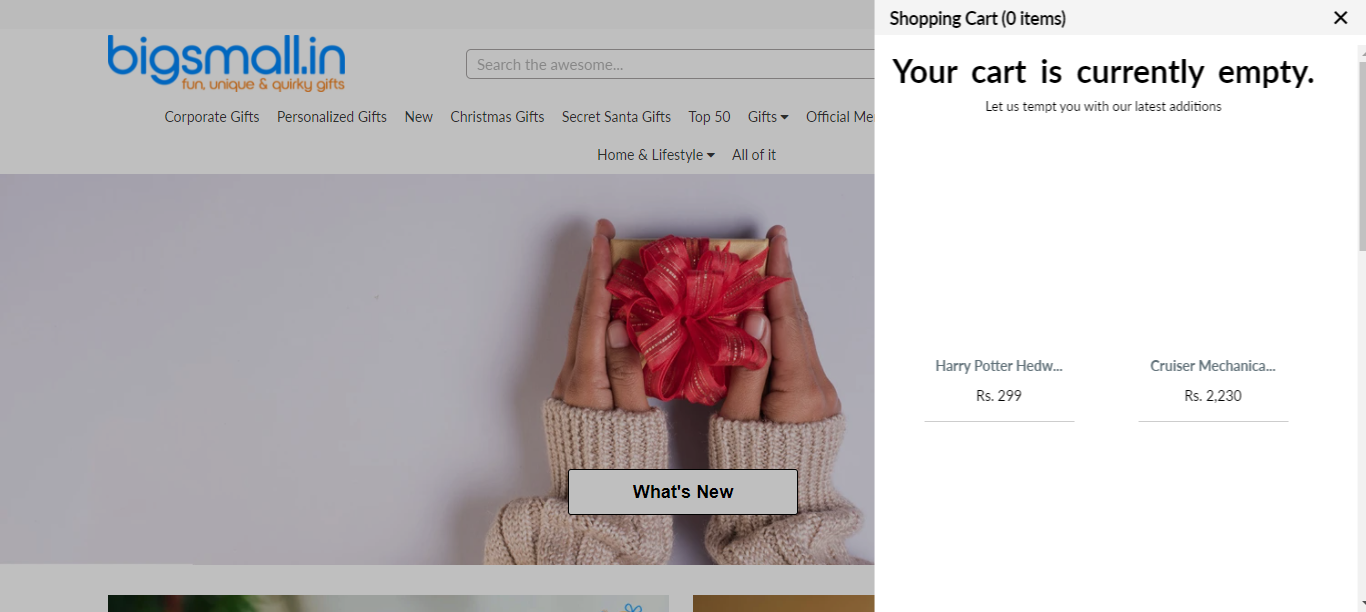 bigsmall.in
fun, unique & quirky gifts
Search the awesome...
Corporate Gifts Personalized Gifts New Christmas Gifts Secret Santa Gifts Top 50 Gifts Official Me
Home & Lifestyle All of it
What's New
Shopping Cart (0 items)
Your cart is currently empty.
Let us tempt you with our latest additions
Harry Potter Hedw... Cruiser Mechanica...
Rs. 299 Rs. 2,230